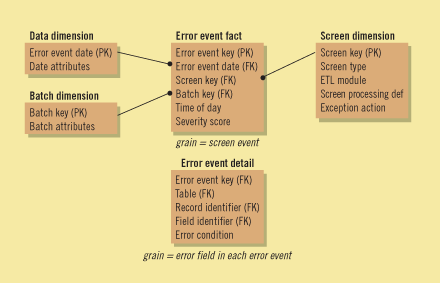 Data dimension
Error event date (PK)
Date attributes
Batch dimension
Batch key (PK)
Batch attributes
Error event fact
Error event key (PK)
Error event date (FK)
Screen key (FK)
Batch key (FK)
Time of day
Severity score
grain = screen event
Error event detail
Error event key (FK)
Table (FK)
Record identifier (FK)
Field identifier (FK)
Error condition
grain = error field in each error event
Screen dimension
Screen key (PK)
Screen type
ETL module
Screen processing def
Exception action